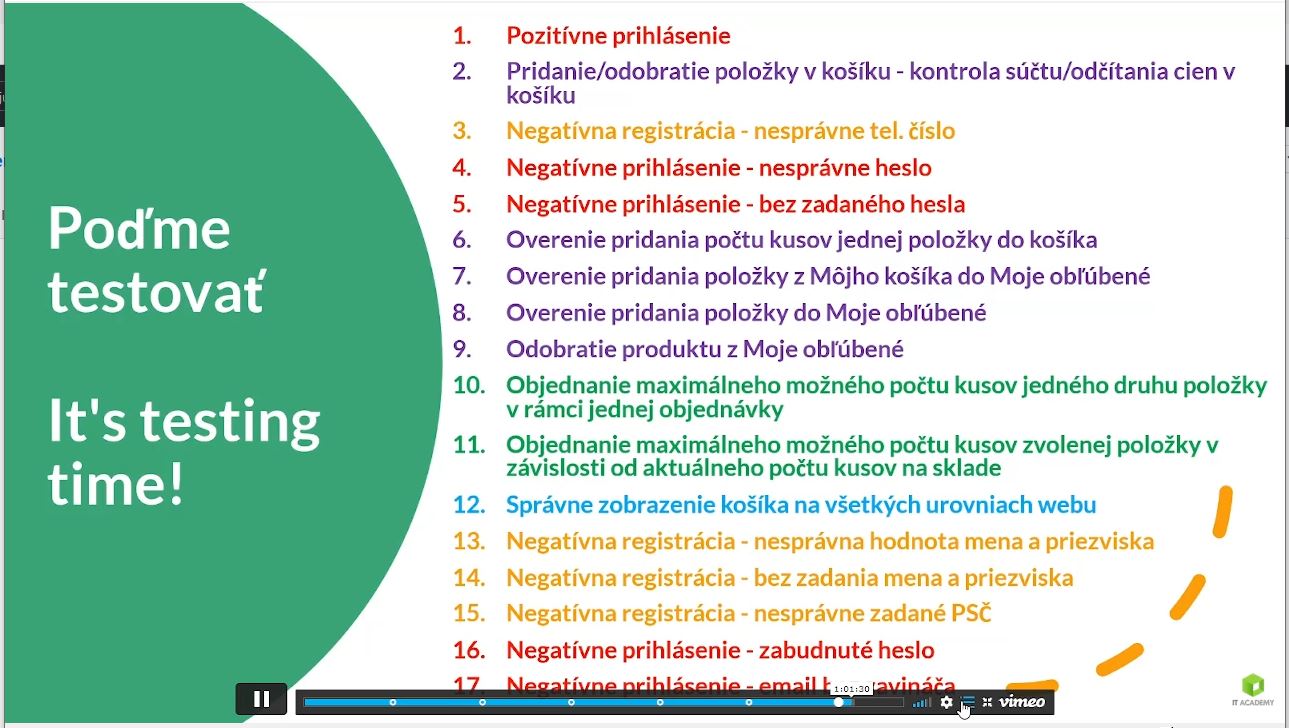 Poďme
testovať
It's testing
time!
1. Pozitívne prihlásenie
2. Pridanie/odobratie položky v košíku - kontrola súčtu/odčítania cien v
košíku
3. Negatívna registrácia - nesprávne tel. číslo
4. Negatívne prihlásenie - nesprávne heslo
5. Negatívne prihlásenie - bez zadaného hesla
6. Overenie pridania počtu kusov jednej položky do košíka
7. Overenie pridania položky z Môjho košíka do Moje obľúbené
8. Overenie pridania položky do Moje obľúbené
9. Odobratie produktu z Moje obľúbené
10. Objednanie maximálneho možného počtu kusov jedného druhu položky
v rámci jednej objednávky
11. Objednanie maximálneho možného počtu kusov zvolenej položky v
závislosti od aktuálneho počtu kusov na sklade
12. Správne zobrazenie košíka na všetkých urovniach webu
13. Negatívna registrácia - nesprávna hodnota mena a priezviska
14. Negatívna registrácia - bez zadania mena a priezviska
15. Negatívna registrácia - nesprávne zadané PSČ
16. Negatívne prihlásenie - zabudnuté heslo
17. Negatívne prihlásenie - email
1:01:30
vimeo
IT ACADEMY